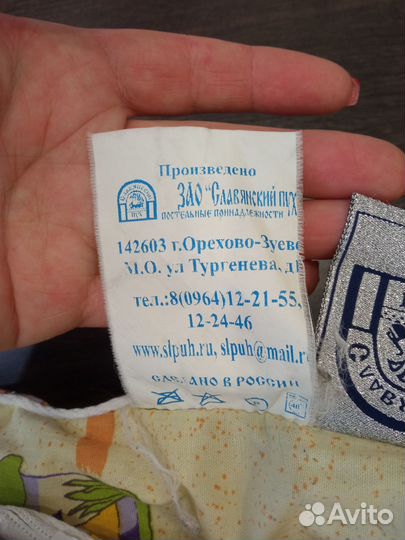 Произведено
ЗАО "Славянский пух
постельные принадлежности
142603 г.Орехово-Зуево
М.О. ул Тургенева, д
тел.:8(0964)12-21-55,
12-24-46
www.slpuh.ru, slpuh@mail.r
СДЕЛАНО В РОССИИ
Avito